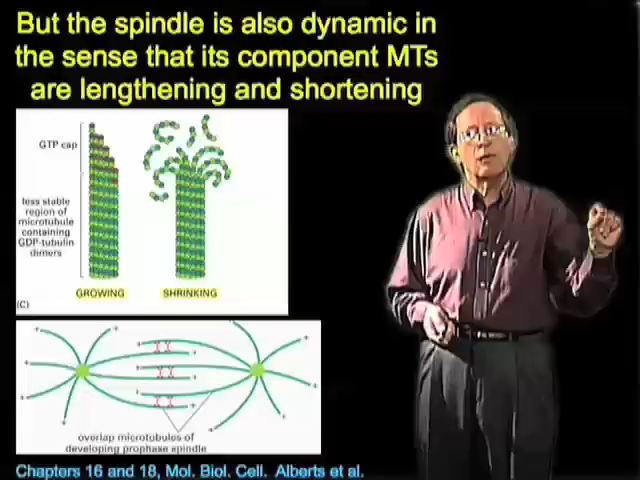 But the spindle is also dynamic in
the sense that its component MTs
are lengthening and shortening
GTP cap
less stable
region of
microtubule
containing
GDP-tubulin
dimers
GROWING
SHRINKING
(C)
overlap microtubules of
developing prophase spindle
Chapters 16 and 18, Mol. Biol. Cell. Alberts et al.